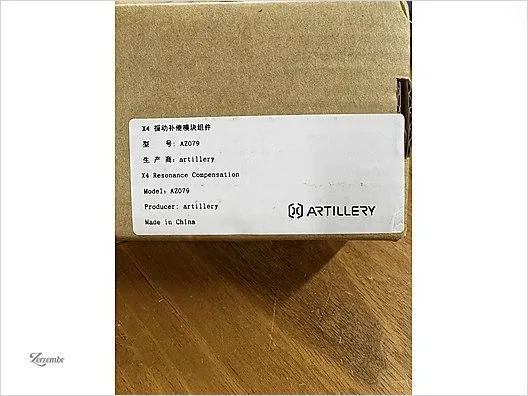 X4 振动补偿模块组件
型 号: AZ079
生 产 商: artillery
X4 Resonance Compensation
Model: AZ079
Producer: artillery
ARTILLERY
Made in China